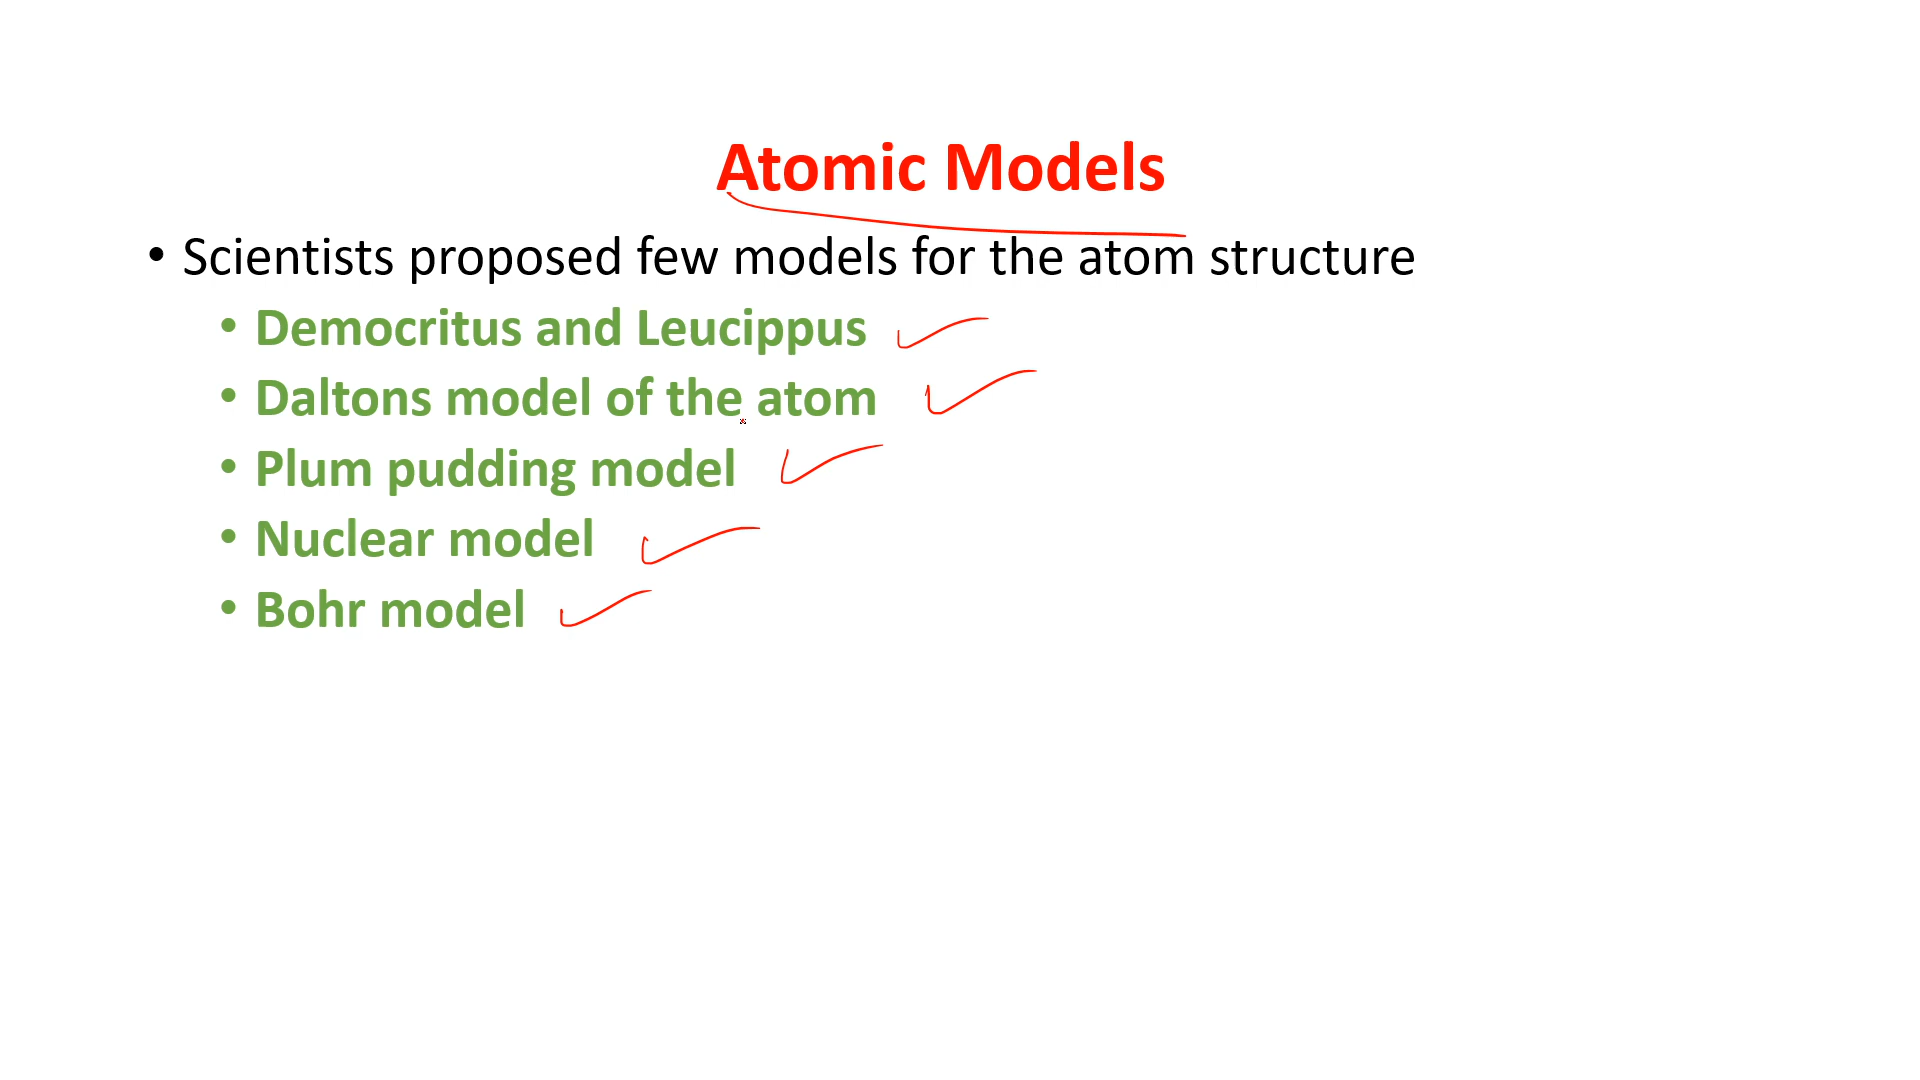 Atomic Models
• Scientists proposed few models for the atom structure
• Democritus and Leucippus
• Daltons model of the atom
• Plum pudding model
• Nuclear model
• Bohr model